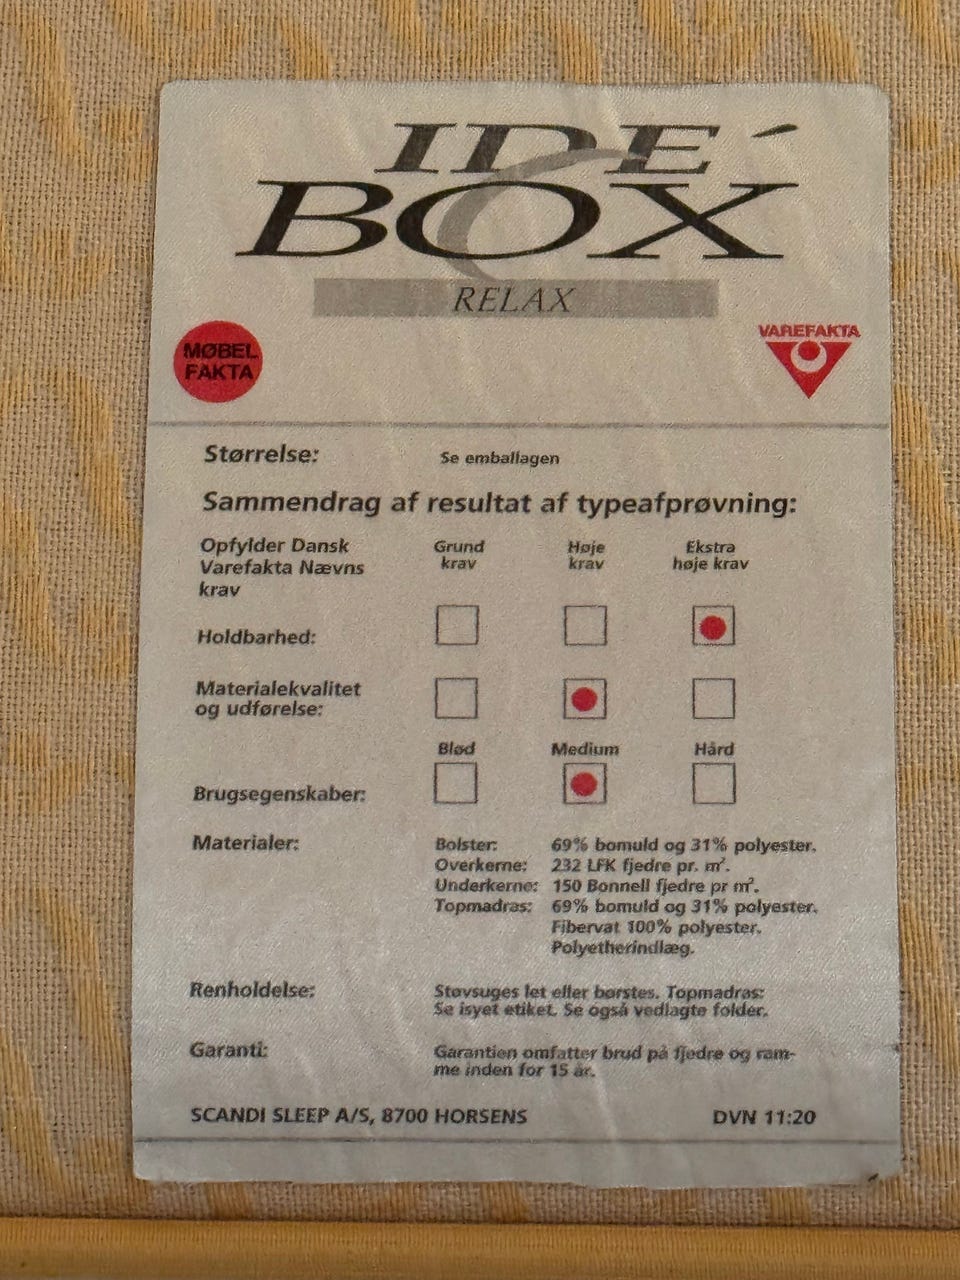 IDE´
BOX
RELAX
MØBEL
FAKTA
VAREFAKTA
Størrelse: Se emballagen
Sammendrag af resultat af typeafprøvning:
Opfylder Dansk
Varefakta Nævns
krav
Grund
krav
Høje
krav
Ekstra
høje krav
Holdbarhed:
Materialekvalitet
og udførelse:
Blød Medium Hård
Brugsegenskaber:
Materialer: Bolster: 69% bomuld og 31% polyester.
Overkerne: 232 LFK fjedre pr. m².
Underkerne: 150 Bonnell fjedre pr m².
Topmadras: 69% bomuld og 31% polyester.
Fibervat 100% polyester.
Polyetherindlæg.
Renholdelse: Støvsuges let eller børstes. Topmadras:
Se isyet etiket. Se også vedlagte folder.
Garanti: Garantien omfatter brud på fjedre og ram-
me inden for 15 år.
SCANDI SLEEP A/S, 8700 HORSENS DVN 11:20